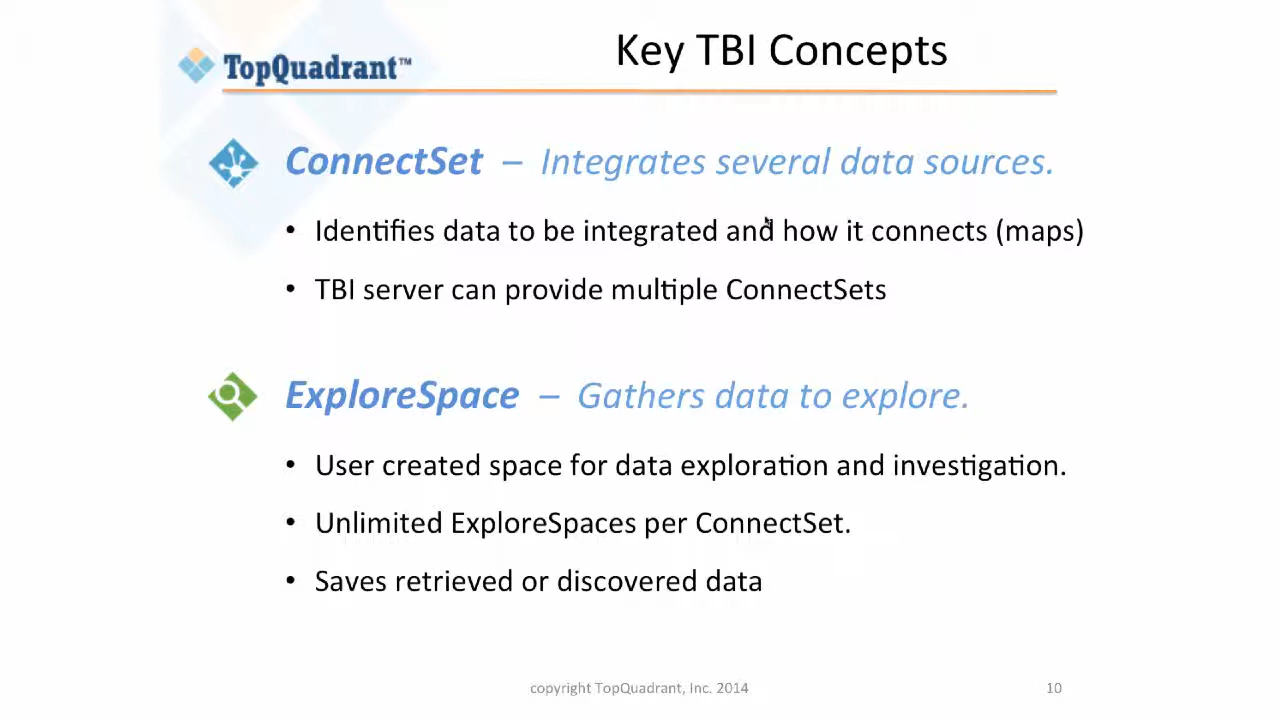 TopQuadrant™
Key TBI Concepts
ConnectSet – Integrates several data sources.
• Identifies data to be integrated and how it connects (maps)
• TBI server can provide multiple ConnectSets
ExploreSpace – Gathers data to explore.
• User created space for data exploration and investigation.
• Unlimited ExploreSpaces per ConnectSet.
• Saves retrieved or discovered data
copyright TopQuadrant, Inc. 2014
10